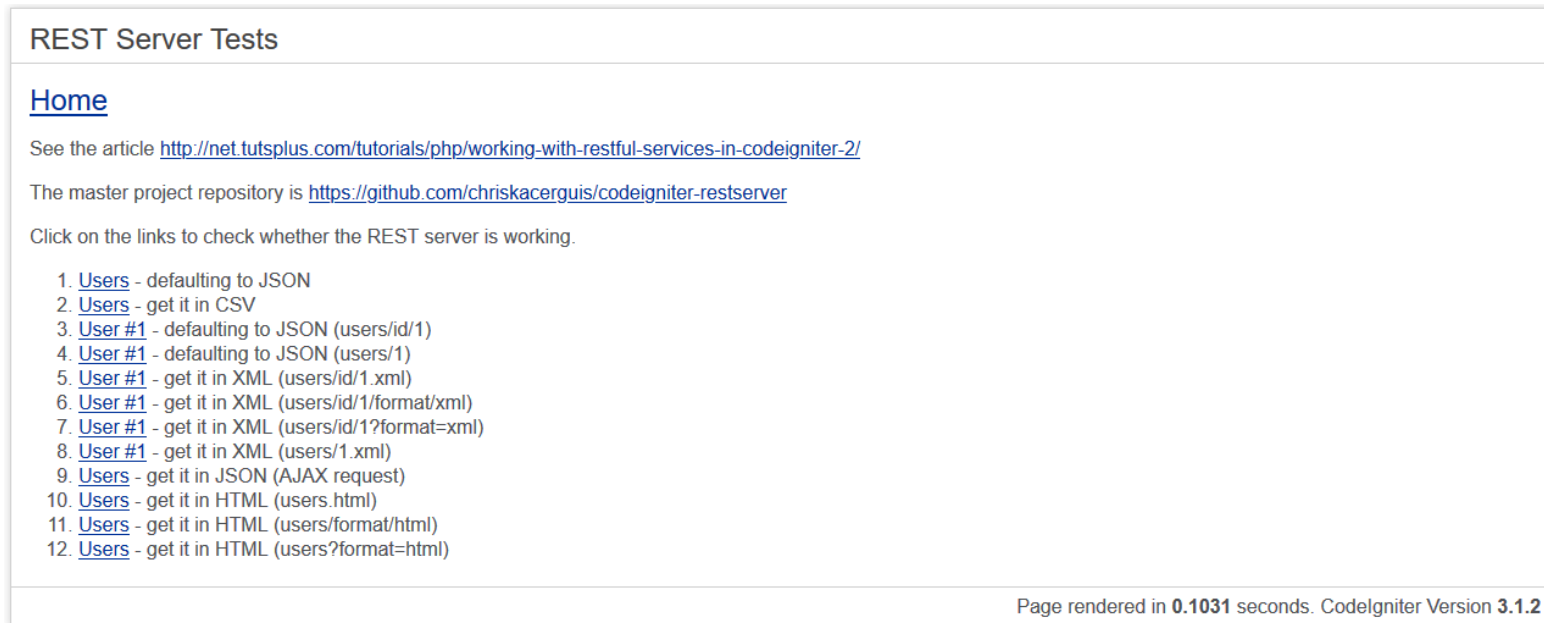 REST Server Tests
Home
See the article http://net.tutsplus.com/tutorials/php/working-with-restful-services-in-codeigniter-2/
The master project repository is https://github.com/chriskacerguis/codeigniter-restserver
Click on the links to check whether the REST server is working.
1. Users - defaulting to JSON
2. Users - get it in CSV
3. User #1 - defaulting to JSON (users/id/1)
4. User #1 - defaulting to JSON (users/1)
5. User #1 - get it in XML (users/id/1.xml)
6. User #1 - get it in XML (users/id/1/format/xml)
7. User #1 - get it in XML (users/id/1?format=xml)
8. User #1 - get it in XML (users/1.xml)
9. Users - get it in JSON (AJAX request)
10. Users - get it in HTML (users.html)
11. Users - get it in HTML (users/format/html)
12. Users - get it in HTML (users?format=html)
Page rendered in 0.1031 seconds. CodeIgniter Version 3.1.2